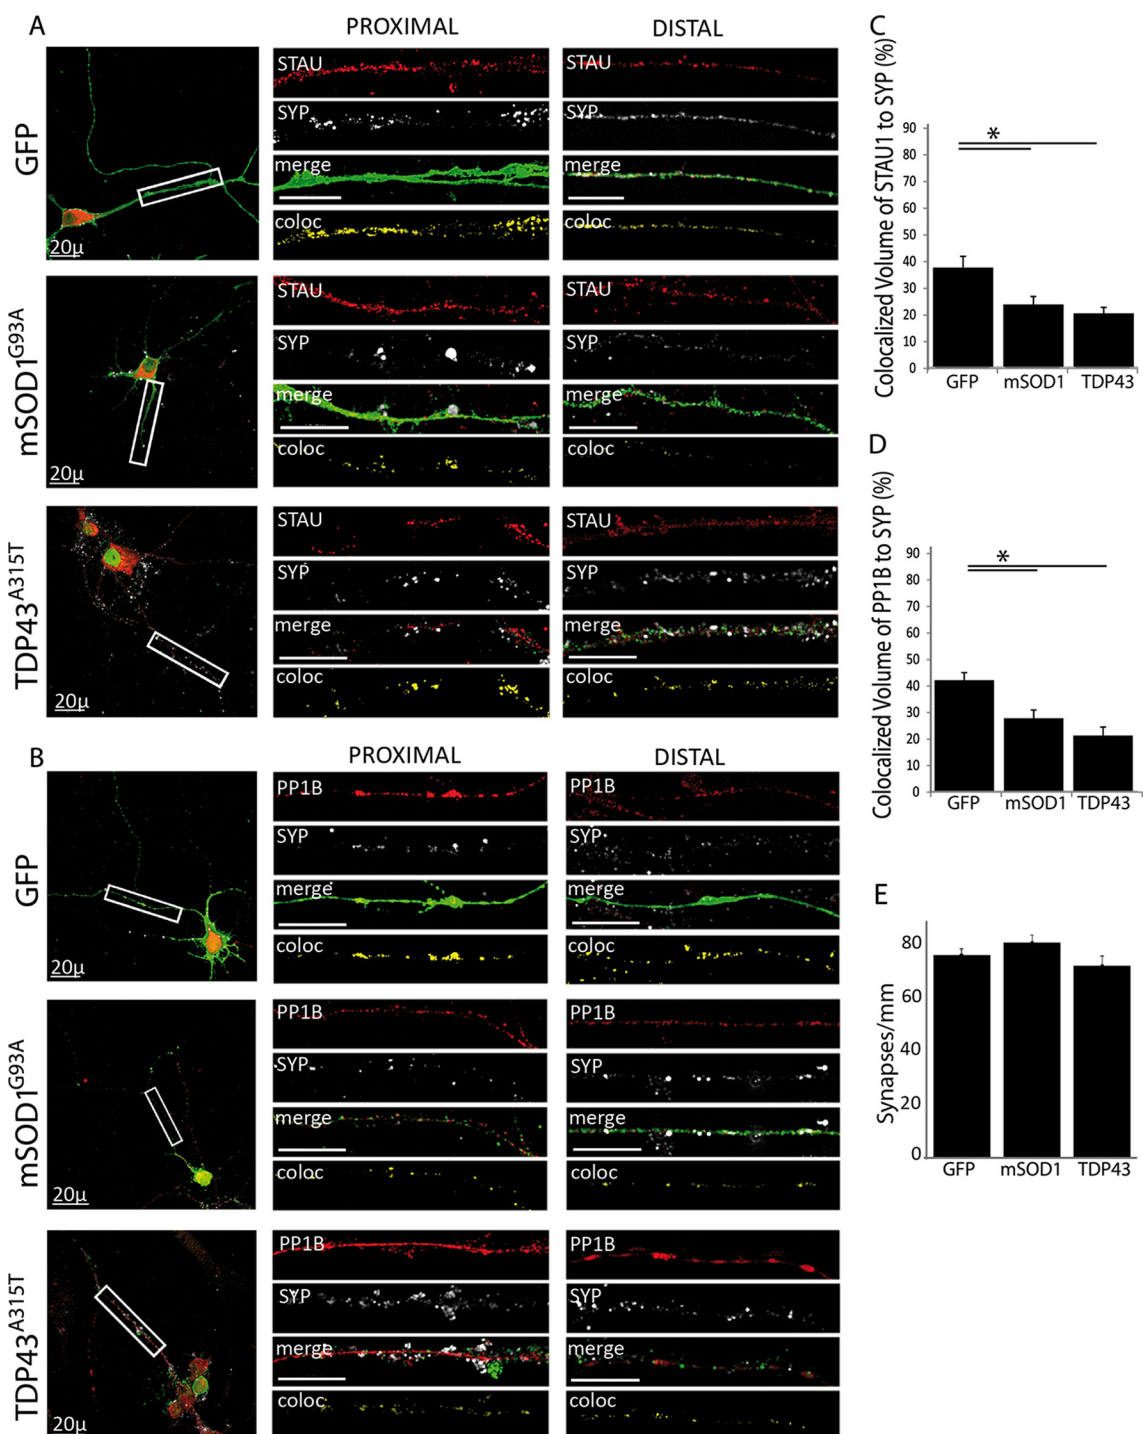 A
PROXIMAL
DISTAL
GFP
20µ
STAU
SYP
merge
coloc
STAU
SYP
merge
coloc
mSOD1G93A
20µ
STAU
SYP
merge
coloc
STAU
SYP
merge
coloc
TDP43A315T
20µ
STAU
SYP
merge
coloc
STAU
SYP
merge
coloc
B
PROXIMAL
DISTAL
GFP
20µ
PP1B
SYP
merge
coloc
PP1B
SYP
merge
coloc
mSOD1G93A
20µ
PP1B
SYP
merge
coloc
PP1B
SYP
merge
coloc
TDP43A315T
20µ
PP1B
SYP
merge
coloc
PP1B
SYP
merge
coloc
C
Colocalized Volume of STAU1 to SYP (%)
90
80
70
60
50
40
30
20
10
0
*
GFP mSOD1 TDP43
D
Colocalized Volume of PP1B to SYP (%)
90
80
70
60
50
40
30
20
10
0
*
GFP mSOD1 TDP43
E
Synapses/mm
80
60
40
20
0
GFP mSOD1 TDP43